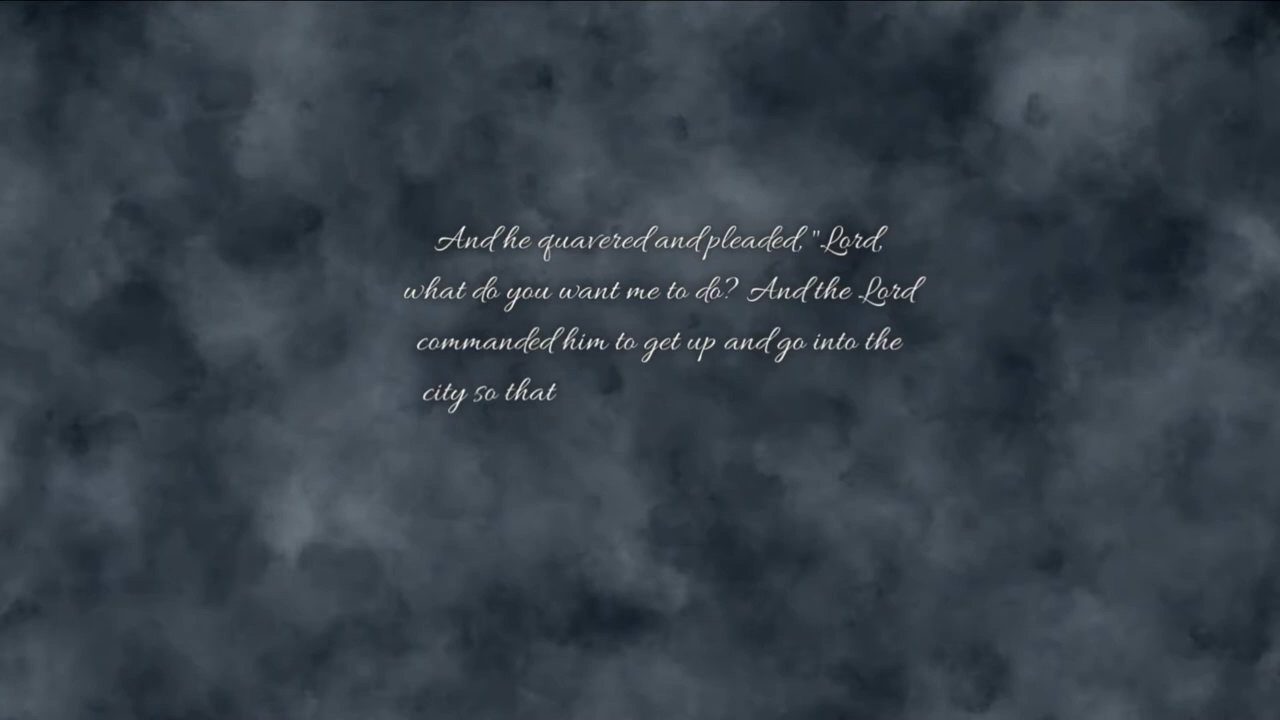 And he quavered and pleaded, "Lord,
what do you want me to do? And the Lord
commanded him to get up and go into the
city so that